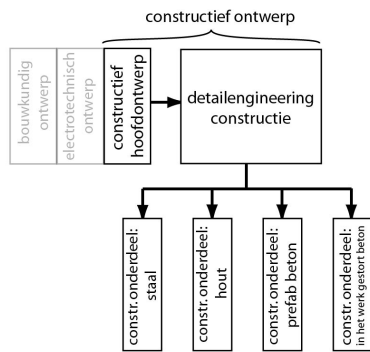 constructief ontwerp
bouwkundig
ontwerp
electrotechnisch
ontwerp
constructief
hoofdontwerp
detailengineering
constructie
constr. onderdeel:
staal
constr. onderdeel:
hout
constr. onderdeel:
prefab beton
constr. onderdeel:
in het werk gestort beton